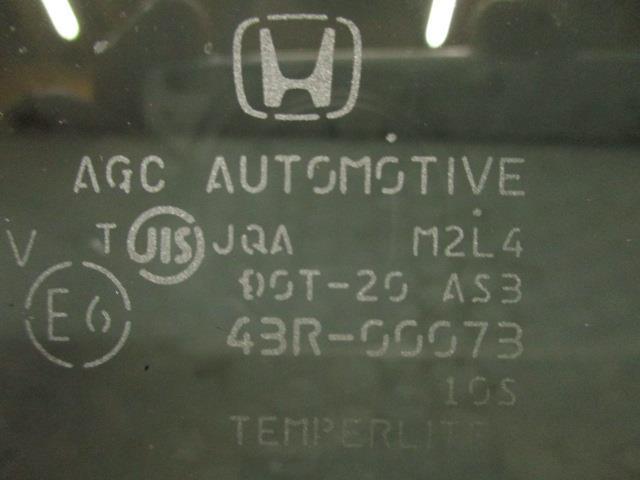 AGC AUTOMOTIVE
V T JIS JQA M2L4
DOT-20 AS3
E6 43R-00073
10S
TEMPERLITE